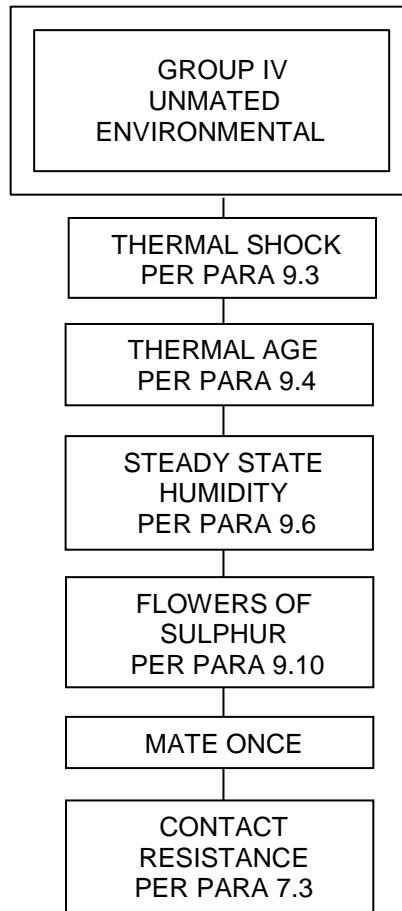 GROUP IV
UNMATED
ENVIRONMENTAL
THERMAL SHOCK
PER PARA 9.3
THERMAL AGE
PER PARA 9.4
STEADY STATE
HUMIDITY
PER PARA 9.6
FLOWERS OF
SULPHUR
PER PARA 9.10
MATE ONCE
CONTACT
RESISTANCE
PER PARA 7.3